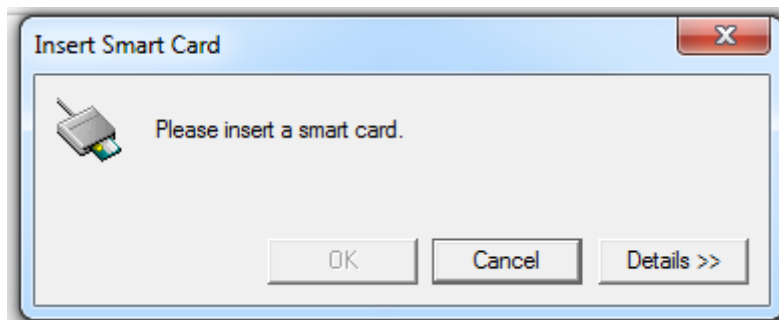 Insert Smart Card
Please insert a smart card.
OK
Cancel
Details >>